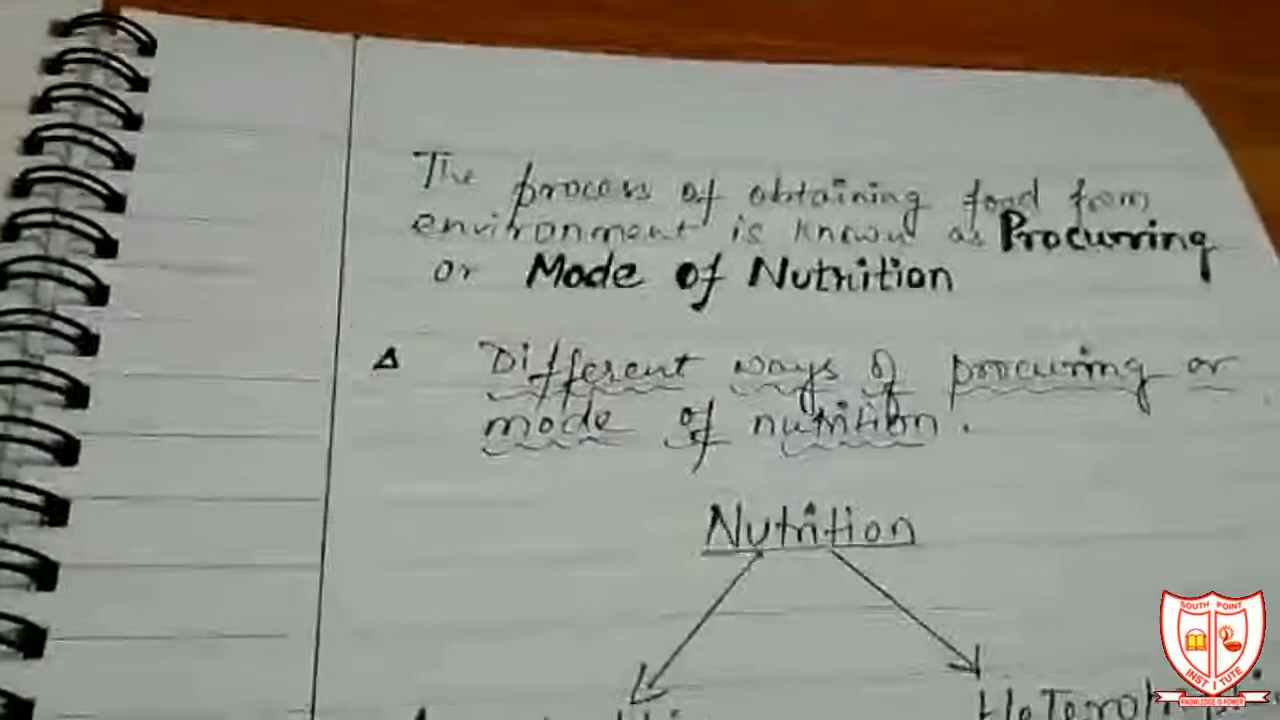 The process of obtaining food from
environment is known as Procurring
or Mode of Nutrition
Δ Different ways of procuring or
mode of nutrition.
Nutrition
SOUTH POINT
INSTITUTE
KNOWLEDGE IS POWER